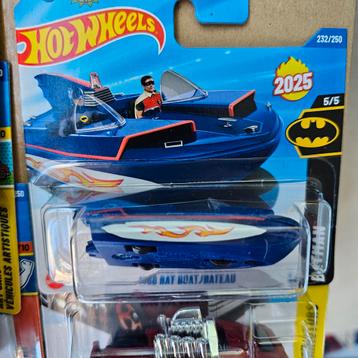 Hot Wheels
232/250
2025
5/5
BATMAN
1966 BAT BOAT/BATEAU
VÉHICULES ARTISTIQUES